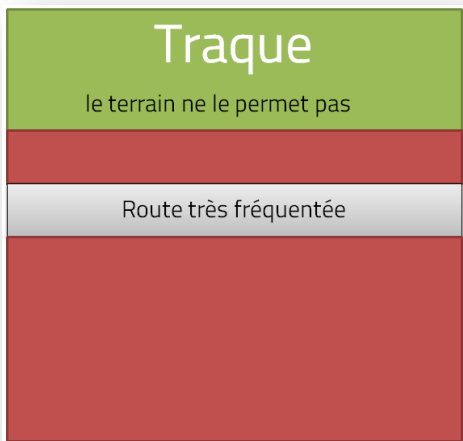 Traque
le terrain ne le permet pas
Route très fréquentée